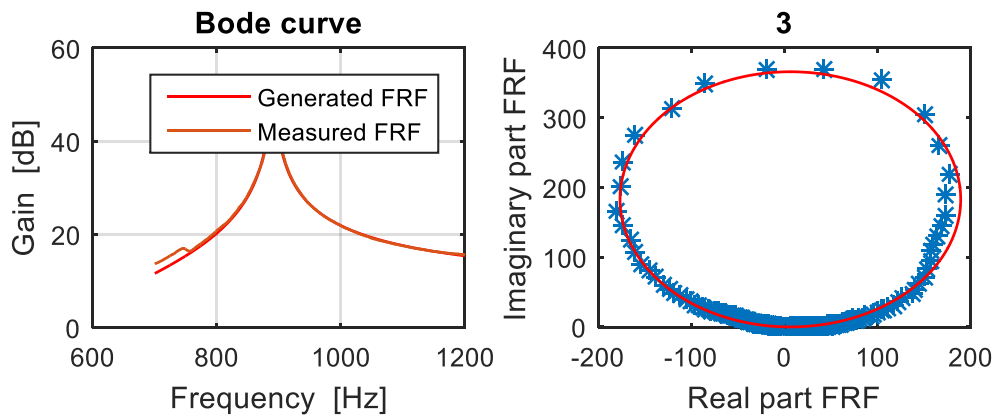 Bode curve
60
40
20
0
Gain [dB]
Generated FRF
Measured FRF
600 800 1000 1200
Frequency [Hz]
3
400
300
200
100
0
Imaginary part FRF
-200 -100 0 100 200
Real part FRF